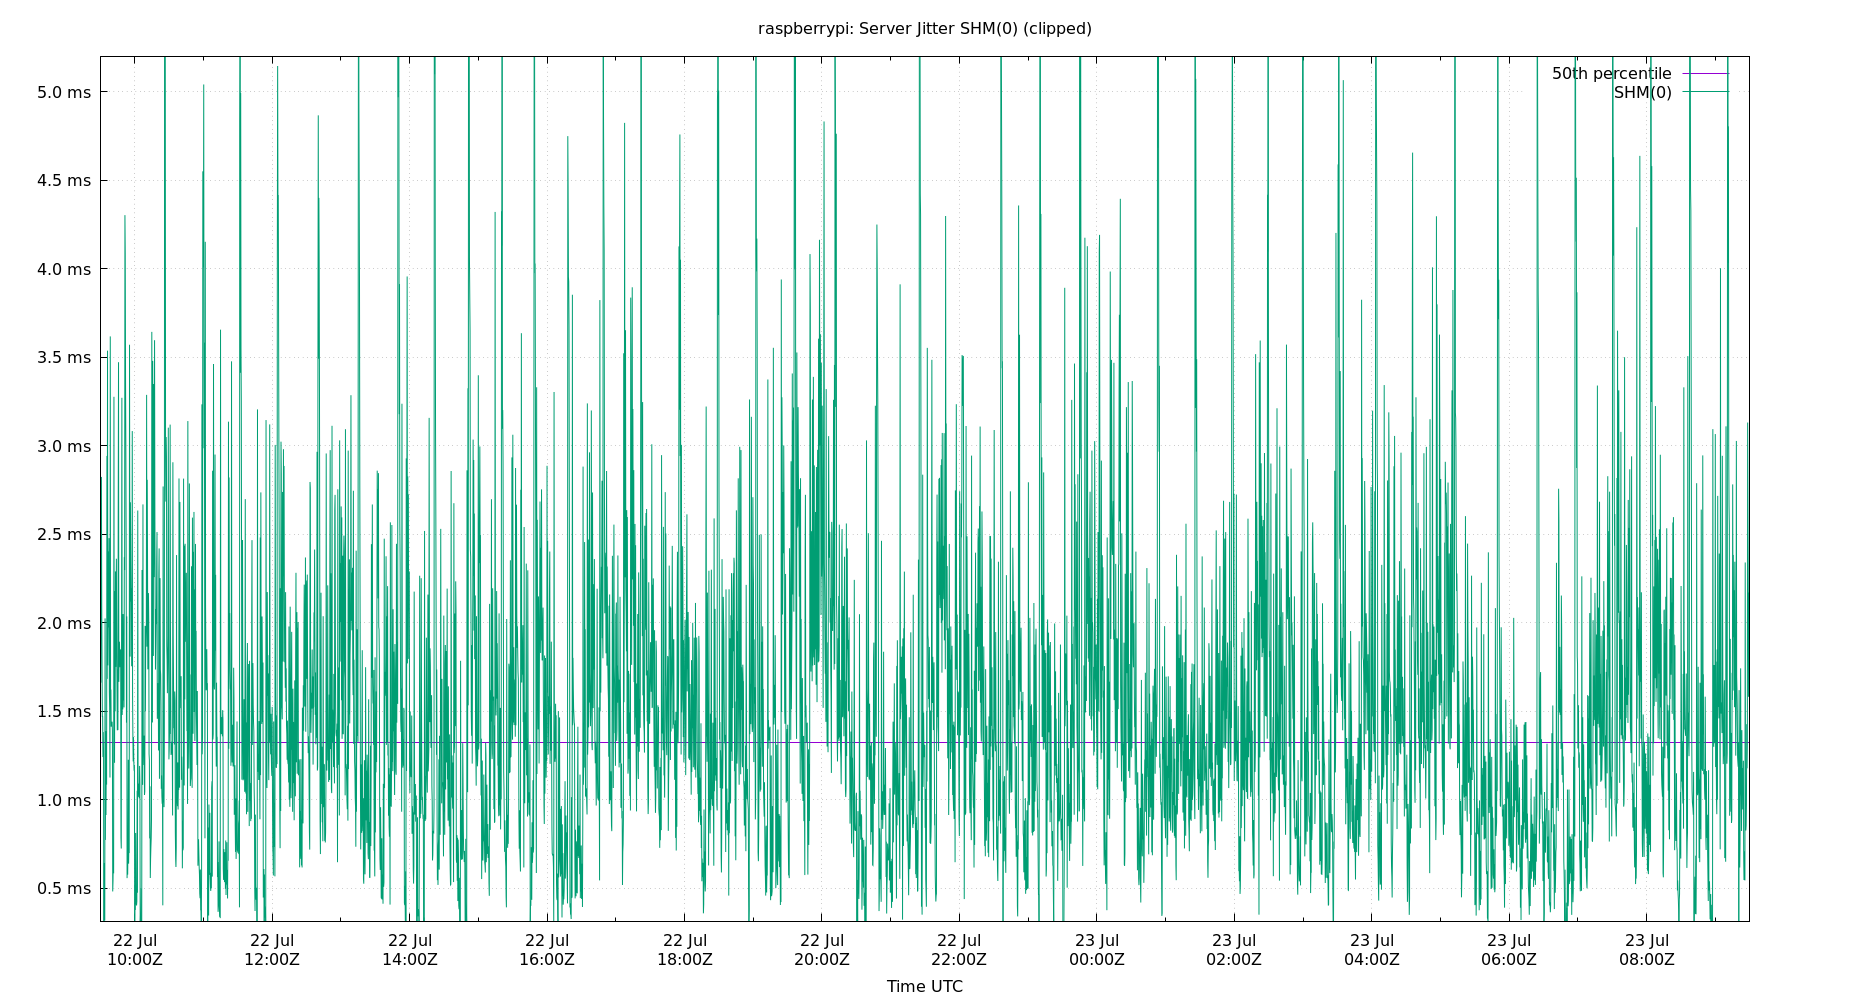 raspberrypi: Server Jitter SHM(0) (clipped)
50th percentile
SHM(0)
5.0 ms
4.5 ms
4.0 ms
3.5 ms
3.0 ms
2.5 ms
2.0 ms
1.5 ms
1.0 ms
0.5 ms
22 Jul 22 Jul 22 Jul 22 Jul 22 Jul 22 Jul 22 Jul 23 Jul 23 Jul 23 Jul 23 Jul 23 Jul
10:00Z 12:00Z 14:00Z 16:00Z 18:00Z 20:00Z 22:00Z 00:00Z 02:00Z 04:00Z 06:00Z 08:00Z
Time UTC